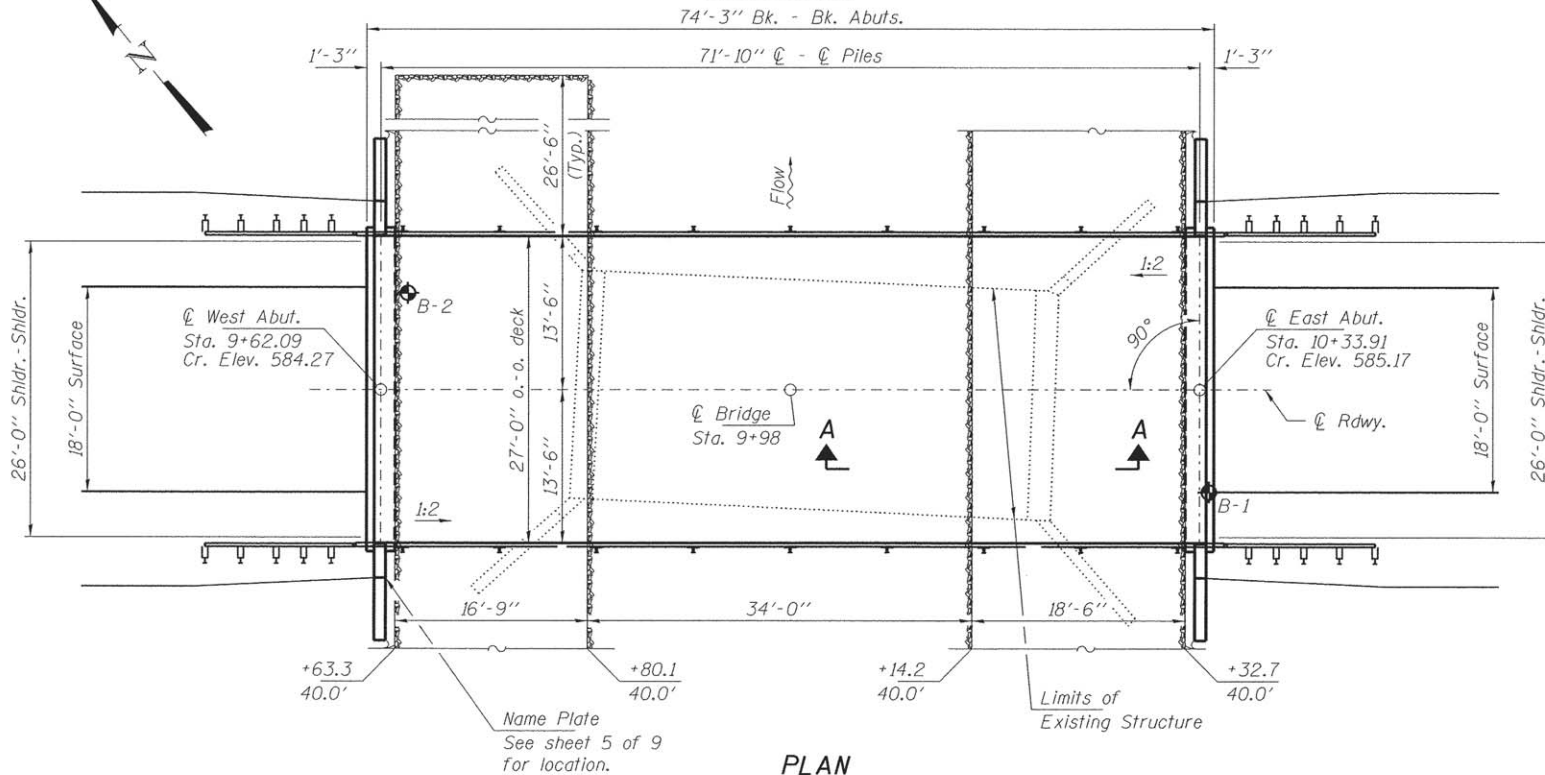 74'-3" Bk. - Bk. Abuts.
1'-3"
71'-10" ℄ - ℄ Piles
1'-3"
N
26'-6"
(Typ.)
Flow
1:2
B-2
℄ West Abut.
Sta. 9+62.09
Cr. Elev. 584.27
26'-0" Shldr.-Shldr.
18'-0" Surface
27'-0" o.-o. deck
13'-6"
13'-6"
℄ Bridge
Sta. 9+98
A
A
90°
℄ East Abut.
Sta. 10+33.91
Cr. Elev. 585.17
℄ Rdwy.
18'-0" Surface
26'-0" Shldr.-Shldr.
B-1
1:2
16'-9"
34'-0"
18'-6"
+63.3
40.0'
+80.1
40.0'
+14.2
40.0'
+32.7
40.0'
Name Plate
See sheet 5 of 9
for location.
Limits of
Existing Structure
PLAN